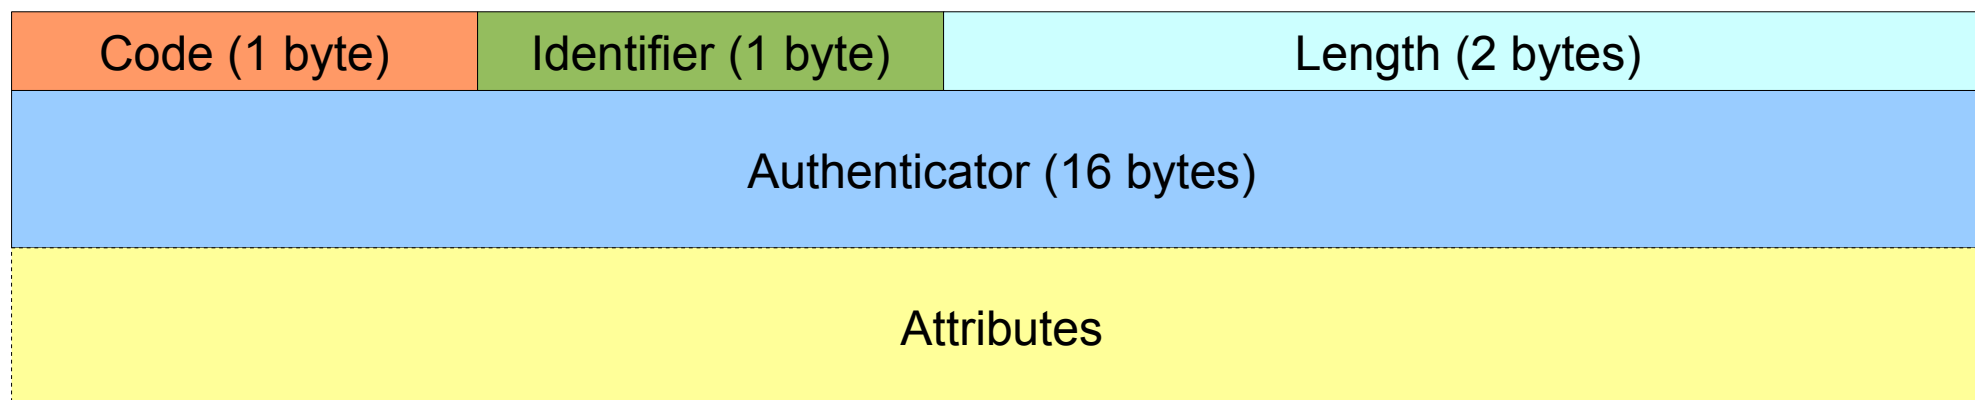 Code (1 byte)
Identifier (1 byte)
Length (2 bytes)
Authenticator (16 bytes)
Attributes